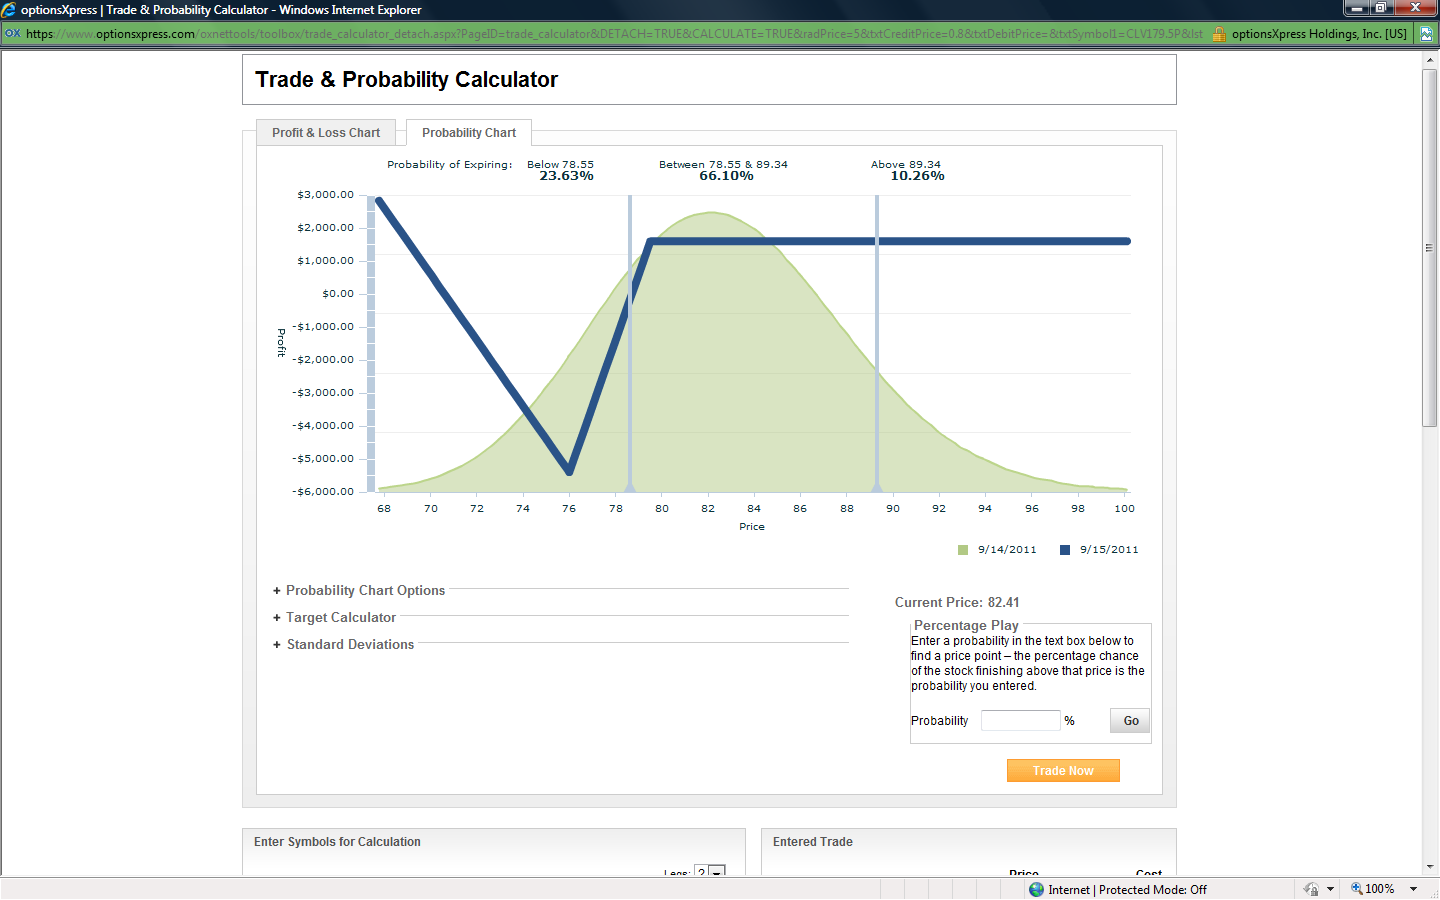 optionsXpress | Trade & Probability Calculator - Windows Internet Explorer
OX https://www.optionsxpress.com/oxnettools/toolbox/trade_calculator_detach.aspx?PageID=trade_calculator&DETACH=TRUE&CALCULATE=TRUE&radPrice=5&txtCreditPrice=0.8&txtDebitPrice=&txtSymbol1=CLV179.5P&lst optionsXpress Holdings, Inc. [US]
Trade & Probability Calculator
Profit & Loss Chart Probability Chart
Probability of Expiring: Below 78.55 Between 78.55 & 89.34 Above 89.34
23.63% 66.10% 10.26%
$3,000.00
$2,000.00
$1,000.00
$0.00
-$1,000.00
-$2,000.00
-$3,000.00
-$4,000.00
-$5,000.00
-$6,000.00
Profit
68 70 72 74 76 78 80 82 84 86 88 90 92 94 96 98 100
Price
9/14/2011 9/15/2011
+ Probability Chart Options
+ Target Calculator
+ Standard Deviations
Current Price: 82.41
Percentage Play
Enter a probability in the text box below to
find a price point – the percentage chance
of the stock finishing above that price is the
probability you entered.
Probability % Go
Trade Now
Enter Symbols for Calculation
Legs: 2
Entered Trade
Price Cost
Internet | Protected Mode: Off 100%